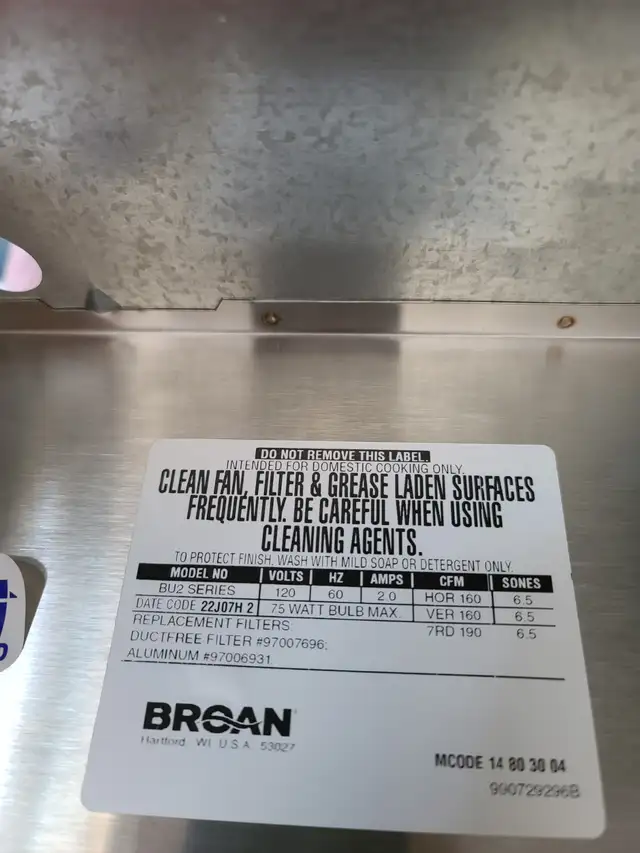 DO NOT REMOVE THIS LABEL.
INTENDED FOR DOMESTIC COOKING ONLY.
CLEAN FAN, FILTER & GREASE LADEN SURFACES
FREQUENTLY. BE CAREFUL WHEN USING
CLEANING AGENTS.
TO PROTECT FINISH, WASH WITH MILD SOAP OR DETERGENT ONLY.
MODEL NO VOLTS HZ AMPS CFM SONES
BU2 SERIES 120 60 2.0 HOR 160 6.5
DATE CODE 22J07H 2 75 WATT BULB MAX. VER 160 6.5
REPLACEMENT FILTERS 7RD 190 6.5
DUCTFREE FILTER #97007696;
ALUMINUM #97006931.
BROAN
Hartford, WI U.S.A. 53027
MCODE 14 80 30 04
990729296B